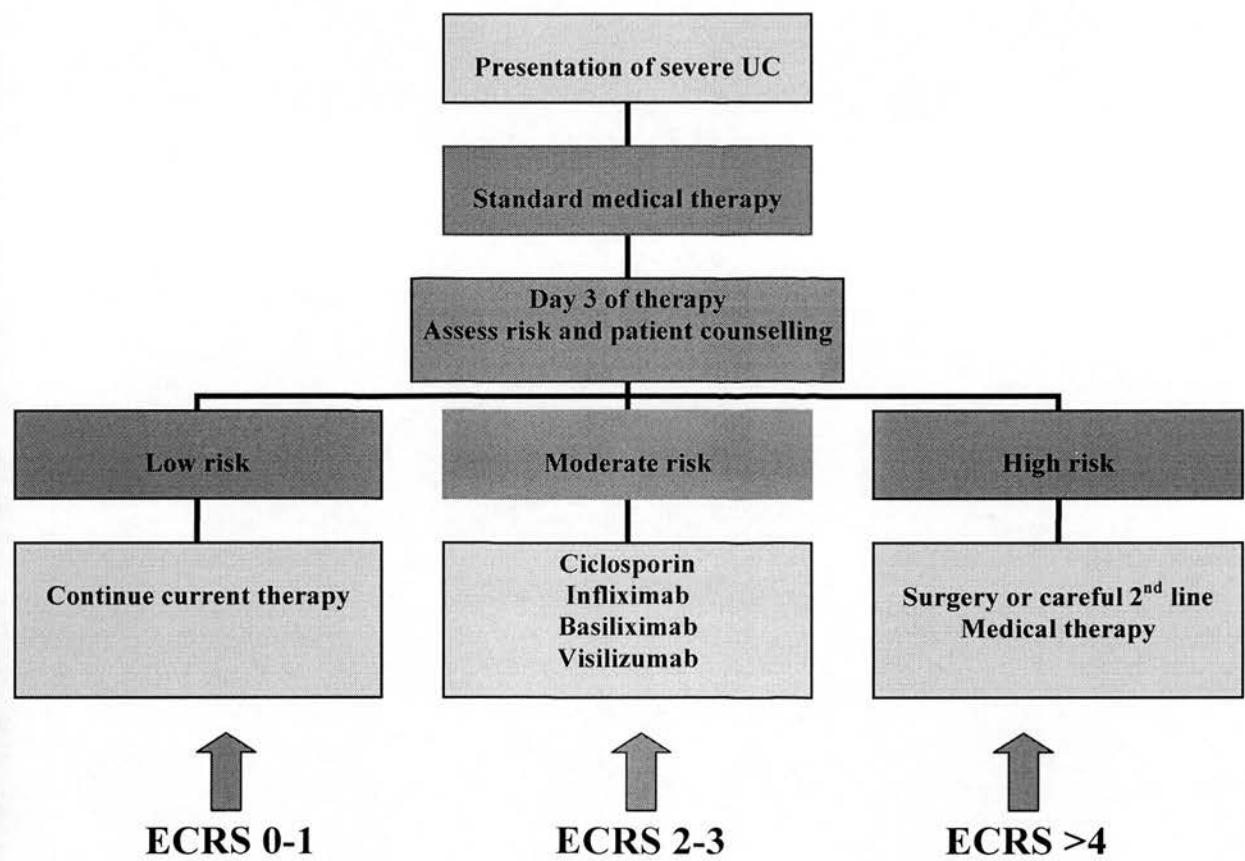 Presentation of severe UC
Standard medical therapy
Day 3 of therapy
Assess risk and patient counselling
Low risk
Moderate risk
High risk
Continue current therapy
Ciclosporin
Infliximab
Basiliximab
Visilizumab
Surgery or careful 2nd line
Medical therapy
ECRS 0-1
ECRS 2-3
ECRS >4